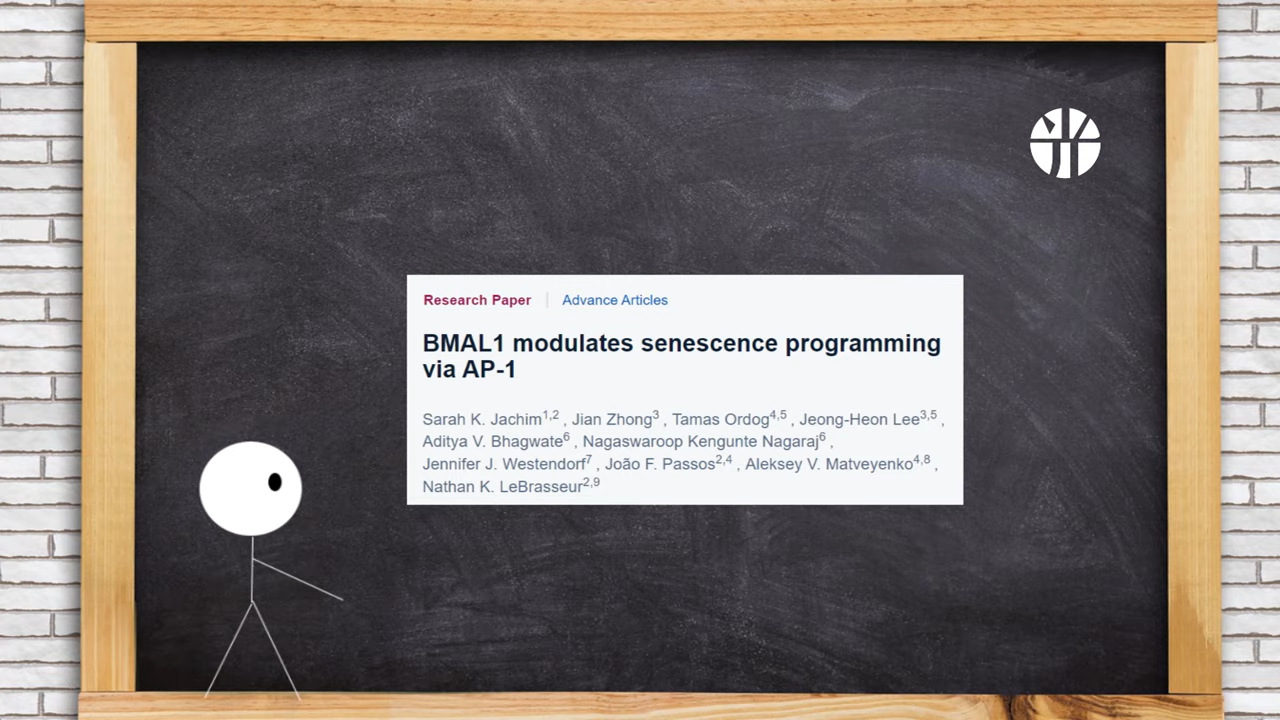 Research Paper | Advance Articles
BMAL1 modulates senescence programming
via AP-1
Sarah K. Jachim1,2 , Jian Zhong3 , Tamas Ordog4,5 , Jeong-Heon Lee3,5 ,
Aditya V. Bhagwate6 , Nagaswaroop Kengunte Nagaraj6 ,
Jennifer J. Westendorf7 , João F. Passos2,4 , Aleksey V. Matveyenko4,8 ,
Nathan K. LeBrasseur2,9